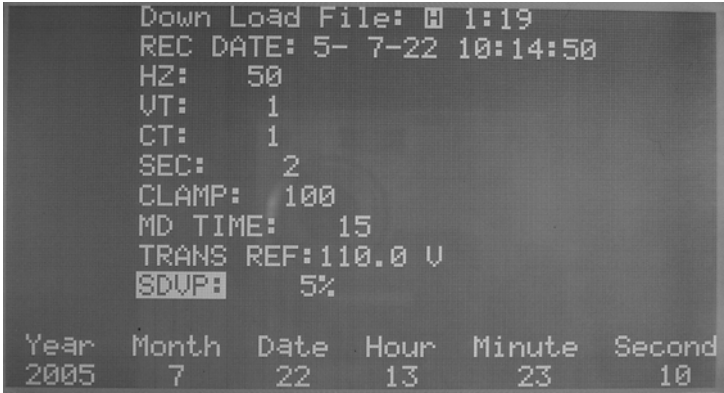 Down Load File: H 1:19
REC DATE: 5- 7-22 10:14:50
HZ: 50
VT: 1
CT: 1
SEC: 2
CLAMP: 100
MD TIME: 15
TRANS REF:110.0 V
SDVP: 5%
Year Month Date Hour Minute Second
2005 7 22 13 23 10